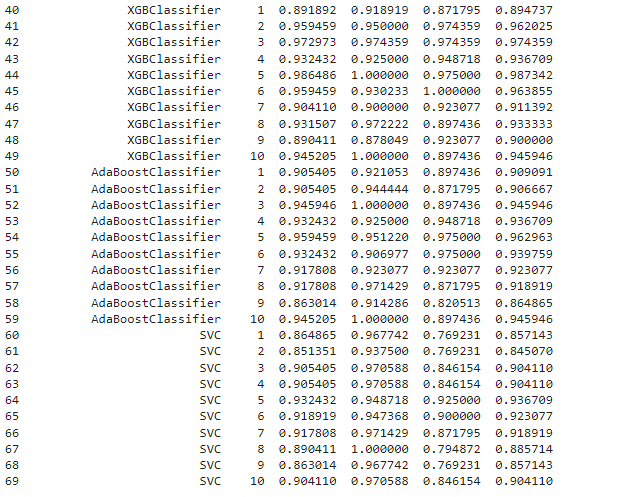 40 XGBClassifier 1 0.891892 0.918919 0.871795 0.894737
41 XGBClassifier 2 0.959459 0.950000 0.974359 0.962025
42 XGBClassifier 3 0.972973 0.974359 0.974359 0.974359
43 XGBClassifier 4 0.932432 0.925000 0.948718 0.936709
44 XGBClassifier 5 0.986486 1.000000 0.975000 0.987342
45 XGBClassifier 6 0.959459 0.930233 1.000000 0.963855
46 XGBClassifier 7 0.904110 0.900000 0.923077 0.911392
47 XGBClassifier 8 0.931507 0.972222 0.897436 0.933333
48 XGBClassifier 9 0.890411 0.878049 0.923077 0.900000
49 XGBClassifier 10 0.945205 1.000000 0.897436 0.945946
50 AdaBoostClassifier 1 0.905405 0.921053 0.897436 0.909091
51 AdaBoostClassifier 2 0.905405 0.944444 0.871795 0.906667
52 AdaBoostClassifier 3 0.945946 1.000000 0.897436 0.945946
53 AdaBoostClassifier 4 0.932432 0.925000 0.948718 0.936709
54 AdaBoostClassifier 5 0.959459 0.951220 0.975000 0.962963
55 AdaBoostClassifier 6 0.932432 0.906977 0.975000 0.939759
56 AdaBoostClassifier 7 0.917808 0.923077 0.923077 0.923077
57 AdaBoostClassifier 8 0.917808 0.971429 0.871795 0.918919
58 AdaBoostClassifier 9 0.863014 0.914286 0.820513 0.864865
59 AdaBoostClassifier 10 0.945205 1.000000 0.897436 0.945946
60 SVC 1 0.864865 0.967742 0.769231 0.857143
61 SVC 2 0.851351 0.937500 0.769231 0.845070
62 SVC 3 0.905405 0.970588 0.846154 0.904110
63 SVC 4 0.905405 0.970588 0.846154 0.904110
64 SVC 5 0.932432 0.948718 0.925000 0.936709
65 SVC 6 0.918919 0.947368 0.900000 0.923077
66 SVC 7 0.917808 0.971429 0.871795 0.918919
67 SVC 8 0.890411 1.000000 0.794872 0.885714
68 SVC 9 0.863014 0.967742 0.769231 0.857143
69 SVC 10 0.904110 0.970588 0.846154 0.904110